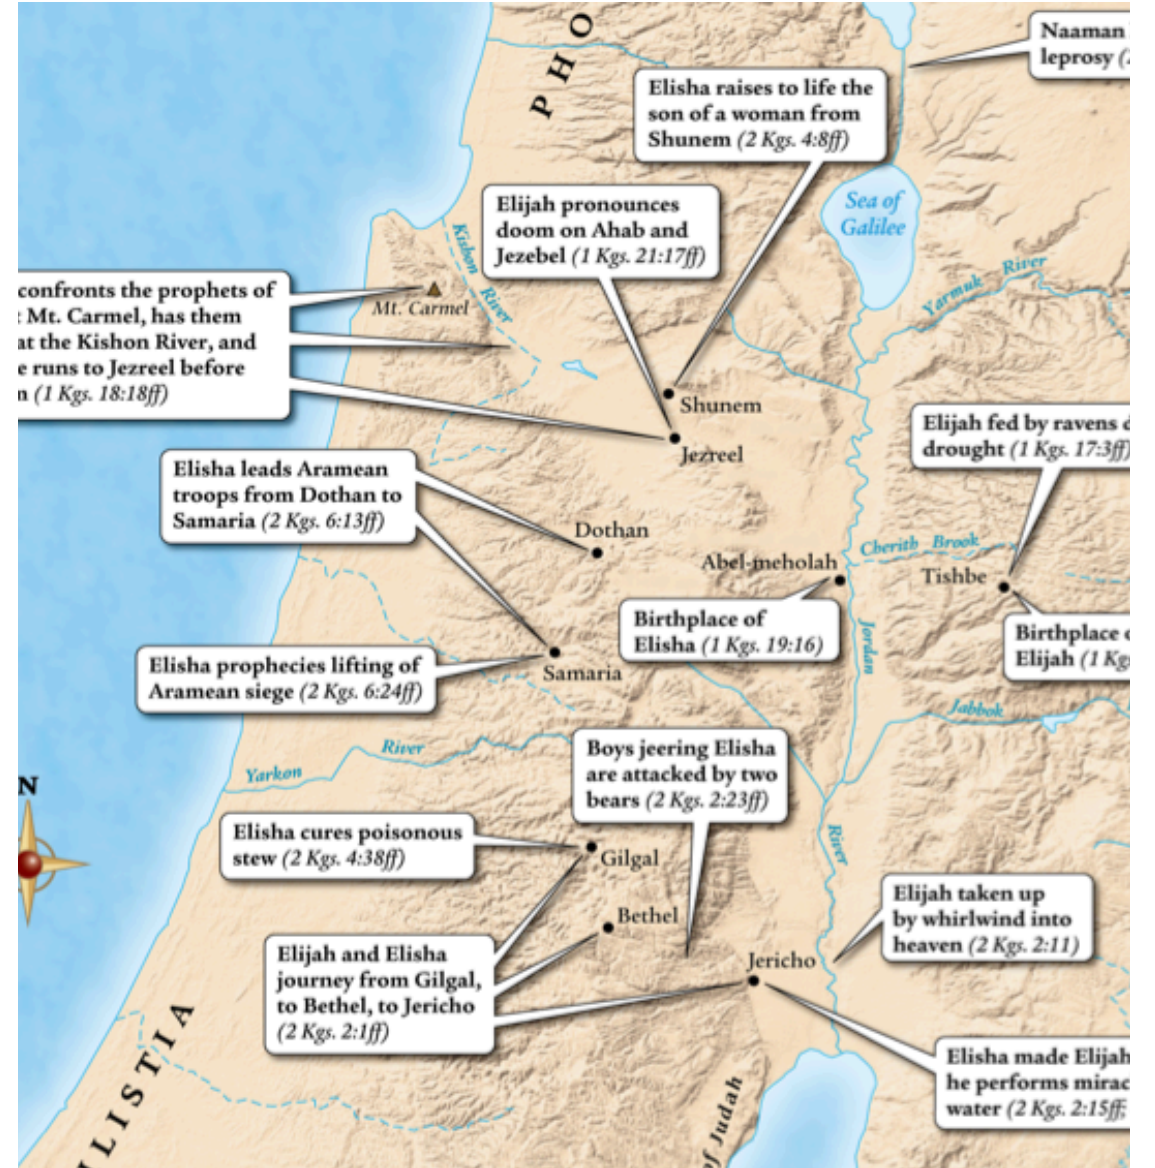 PHO
Naaman
leprosy (2
Elisha raises to life the
son of a woman from
Shunem (2 Kgs. 4:8ff)
Elijah pronounces
doom on Ahab and
Jezebel (1 Kgs. 21:17ff)
Sea of
Galilee
Kishon River
Yarmuk River
Mt. Carmel
confronts the prophets of
Mt. Carmel, has them
at the Kishon River, and
e runs to Jezreel before
n (1 Kgs. 18:18ff)
Shunem
Jezreel
Elijah fed by ravens d
drought (1 Kgs. 17:3ff)
Elisha leads Aramean
troops from Dothan to
Samaria (2 Kgs. 6:13ff)
Dothan
Cherith Brook
Abel-meholah
Tishbe
Birthplace of
Elisha (1 Kgs. 19:16)
Birthplace o
Elijah (1 Kgs
Jordan
Elisha prophecies lifting of
Aramean siege (2 Kgs. 6:24ff)
Samaria
Jabbok
Boys jeering Elisha
are attacked by two
bears (2 Kgs. 2:23ff)
Yarkon River
N
Elisha cures poisonous
stew (2 Kgs. 4:38ff)
Gilgal
River
Elijah taken up
by whirlwind into
heaven (2 Kgs. 2:11)
Bethel
Elijah and Elisha
journey from Gilgal,
to Bethel, to Jericho
(2 Kgs. 2:1ff)
Jericho
Elisha made Elijah
he performs mirac
water (2 Kgs. 2:15ff;
ILISTIA
of Judah